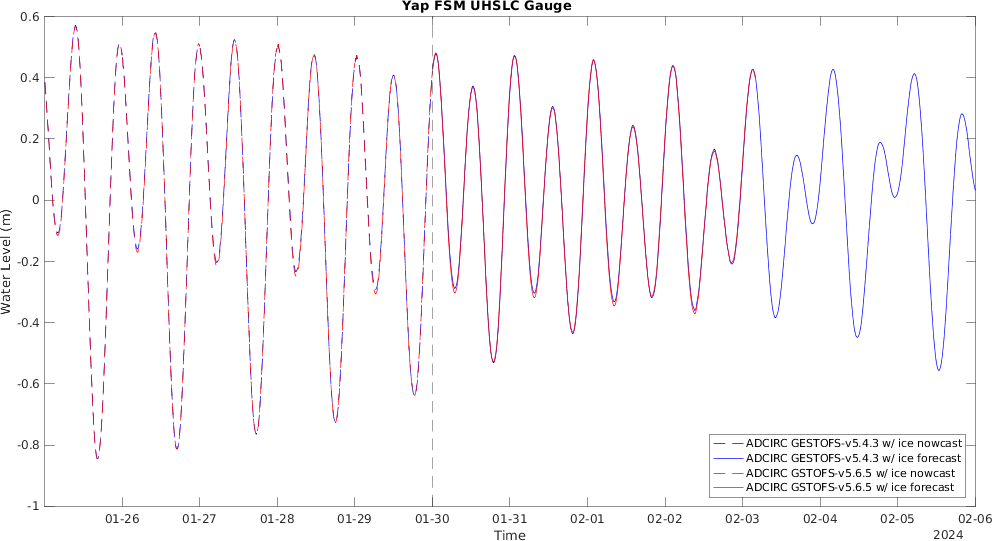 Yap FSM UHSLC Gauge
0.6
0.4
0.2
0
-0.2
-0.4
-0.6
-0.8
-1
Water Level (m)
ADCIRC GESTOFS-v5.4.3 w/ ice nowcast
ADCIRC GESTOFS-v5.4.3 w/ ice forecast
ADCIRC GSTOFS-v5.6.5 w/ ice nowcast
ADCIRC GSTOFS-v5.6.5 w/ ice forecast
01-26 01-27 01-28 01-29 01-30 01-31 02-01 02-02 02-03 02-04 02-05 02-06
Time
2024